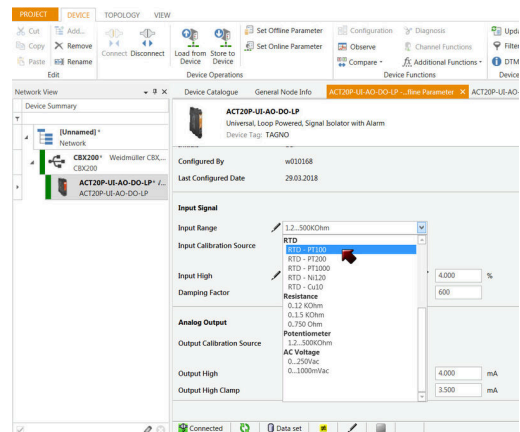 PROJECT DEVICE TOPOLOGY VIEW
Cut Add...
Copy Remove
Paste Rename
Connect Disconnect
Load from Device Store to Device
Set Offline Parameter
Set Online Parameter
Configuration Diagnosis
Observe Channel Functions
Compare Additional Functions
Upda
Filter
DTM
Edit Device Operations Device Functions Device
Network View
Device Catalogue General Node Info ACT20P-UI-AO-DO-LP -...ffline Parameter ACT20P-UI-AO
Device Summary
[Unnamed] *
Network
CBX200* Weidmüller CBX,...
CBX200
ACT20P-UI-AO-DO-LP* /...
ACT20P-UI-AO-DO-LP
ACT20P-UI-AO-DO-LP
Universal, Loop Powered, Signal Isolator with Alarm
Device Tag: TAGNO
Configured By w010168
Last Configured Date 29.03.2018
Input Signal
Input Range 1.2...500KOhm
Input Calibration Source
RTD
RTD - PT100
RTD - PT200
RTD - PT1000
RTD - Ni120
RTD - Cu10
Resistance
0..12 KOhm
0..1.5 KOhm
0..750 Ohm
Potentiometer
1.2...500KOhm
AC Voltage
0...250Vac
0...1000mVac
Input High 4.000 %
Damping Factor 600
Analog Output
Output Calibration Source
Output High 4.000 mA
Output High Clamp 3.500 mA
Connected Data set